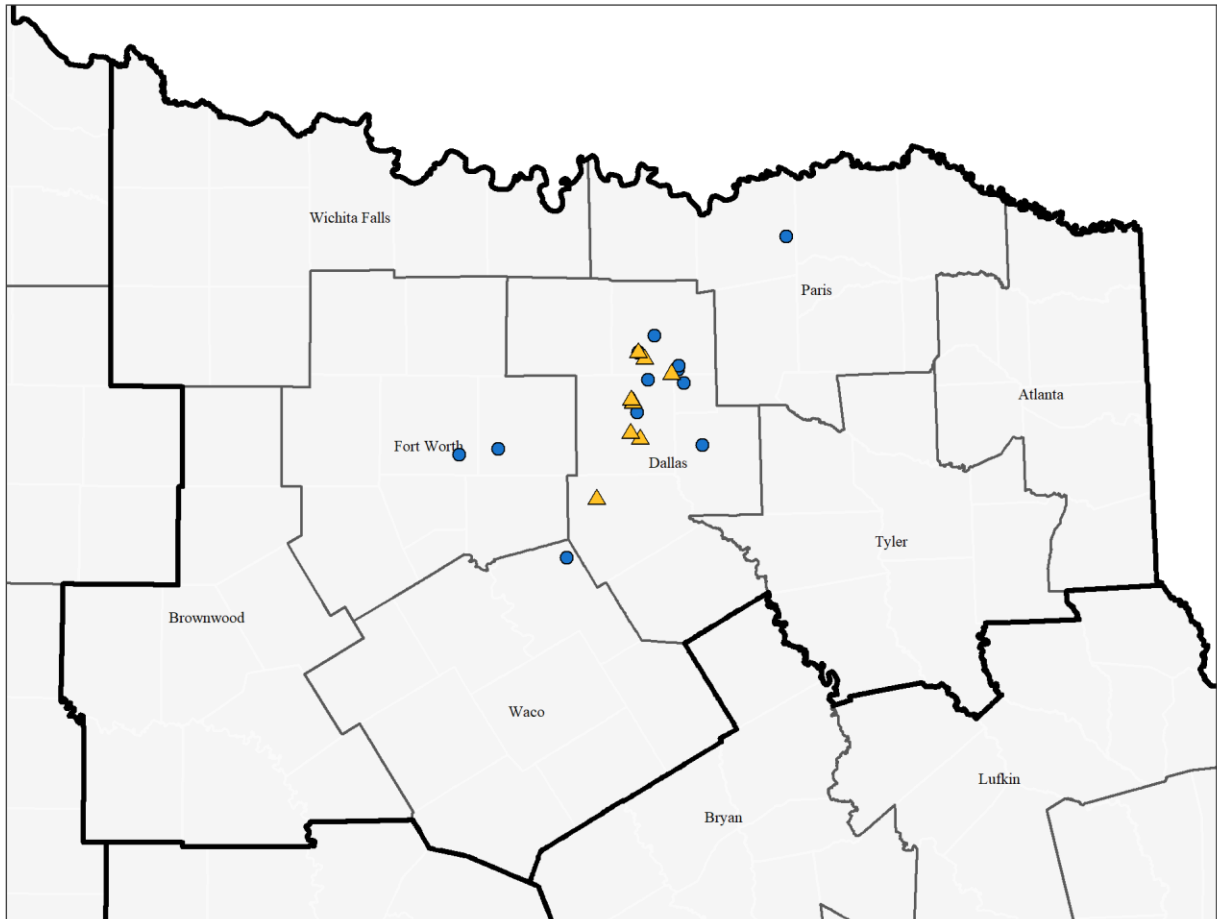 Wichita Falls
Paris
Atlanta
Fort Worth
Dallas
Tyler
Brownwood
Waco
Lufkin
Bryan